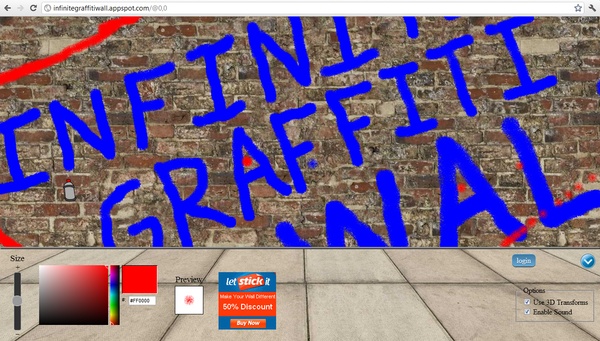 infinitegraffitiwall.appspot.com/@0,0
INFINI
INFINITI
GRAFFITI
WAL
Size
+
-
# #FF0000
Preview
let stick it
Make Your Wall Different
50% Discount
Buy Now
login
Options
Use 3D Transforms
Enable Sound